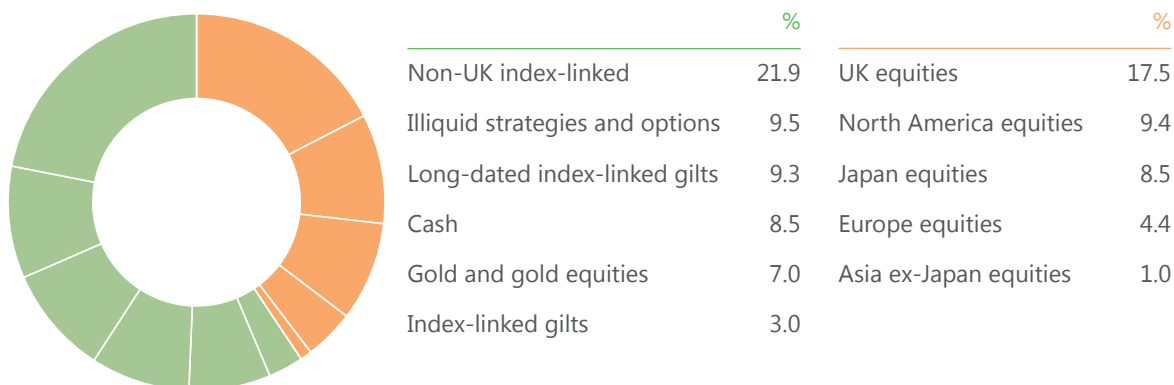 %
Non-UK index-linked 21.9
Illiquid strategies and options 9.5
Long-dated index-linked gilts 9.3
Cash 8.5
Gold and gold equities 7.0
Index-linked gilts 3.0
%
UK equities 17.5
North America equities 9.4
Japan equities 8.5
Europe equities 4.4
Asia ex-Japan equities 1.0